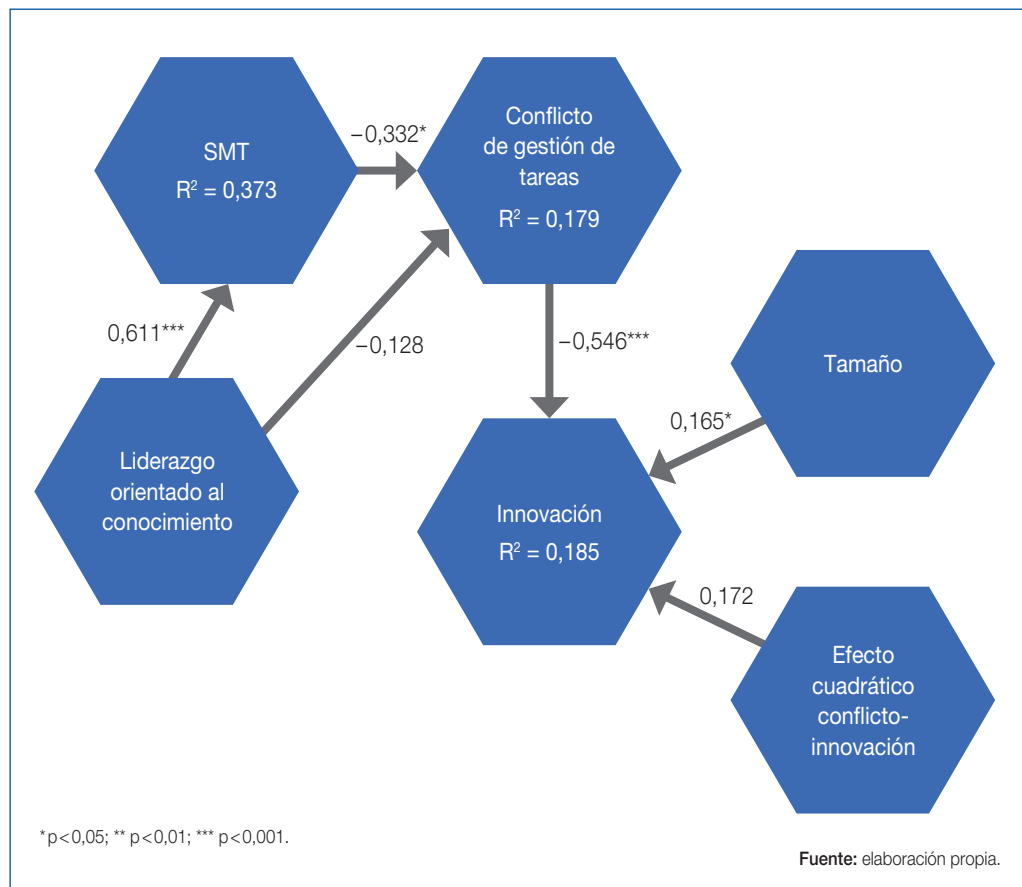 SMT
R² = 0,373
−0,332*
Conflicto
de gestión de
tareas
R² = 0,179
0,611***
−0,128
−0,546***
Tamaño
0,165*
Liderazgo
orientado al
conocimiento
Innovación
R² = 0,185
0,172
Efecto
cuadrático
conflicto-
innovación
*p<0,05; ** p<0,01; *** p<0,001.
Fuente: elaboración propia.